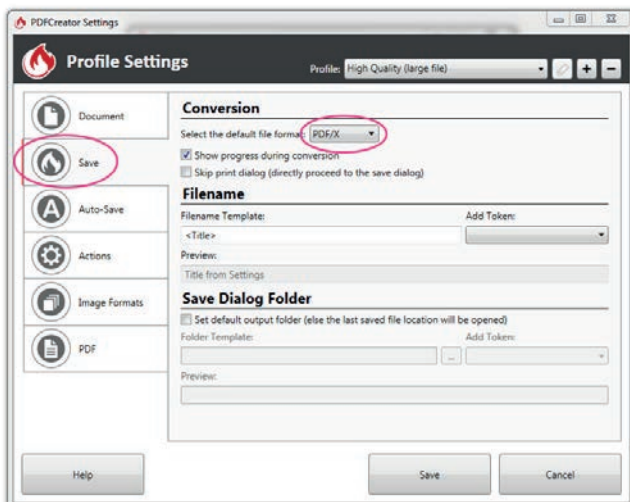 PDFCreator Settings
Profile Settings
Profile: High Quality (large file)
Document
Save
Auto-Save
Actions
Image Formats
PDF
Conversion
Select the default file format: PDF/X
Show progress during conversion
Skip print dialog (directly proceed to the save dialog)
Filename
Filename Template: Add Token:
<Title>
Preview:
Title from Settings
Save Dialog Folder
Set default output folder (else the last saved file location will be opened)
Folder Template: Add Token:
...
Preview:
Help Save Cancel